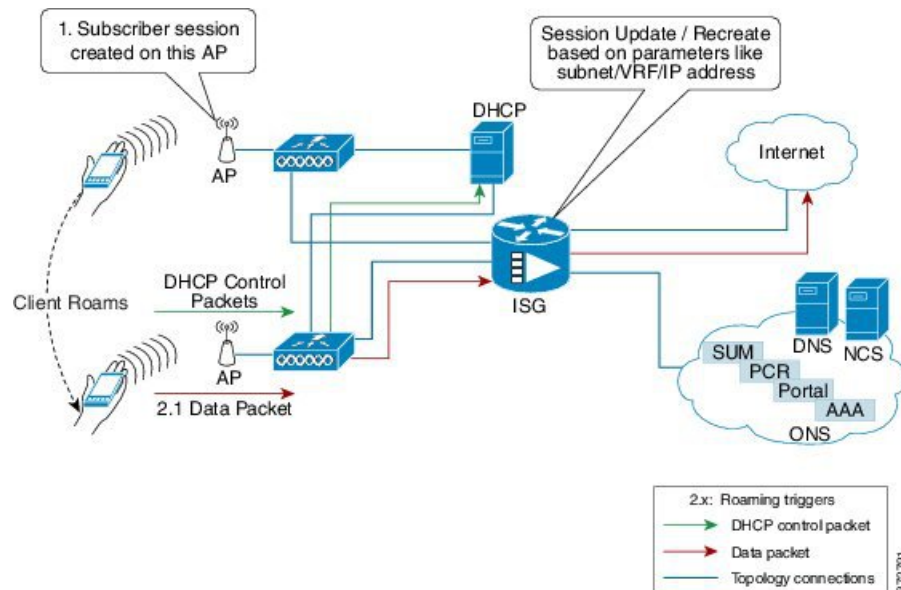 1. Subscriber session
created on this AP
Session Update / Recreate
based on parameters like
subnet/VRF/IP address
DHCP
AP
Internet
Client Roams
DHCP Control
Packets
ISG
AP
2.1 Data Packet
DNS
NCS
SUM
PCR
Portal
AAA
ONS
2.x: Roaming triggers
DHCP control packet
Data packet
Topology connections